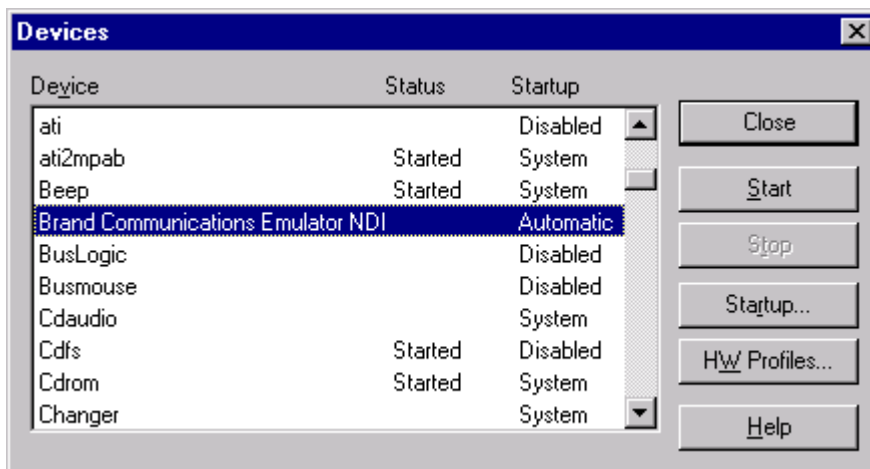 Devices
Device Status Startup
ati Disabled
ati2mpab Started System
Beep Started System
Brand Communications Emulator NDI Automatic
BusLogic Disabled
Busmouse Disabled
Cdaudio System
Cdfs Started Disabled
Cdrom Started System
Changer System
Close
Start
Stop
Startup...
HW Profiles...
Help